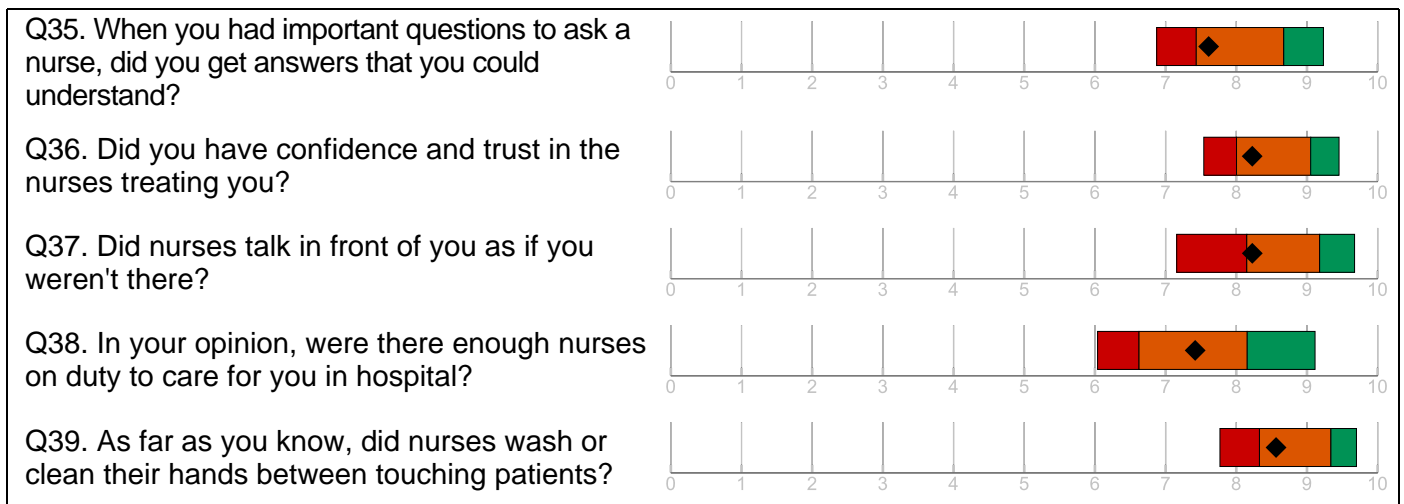 Q35. When you had important questions to ask a
nurse, did you get answers that you could
understand?
0 1 2 3 4 5 6 7 8 9 10
Q36. Did you have confidence and trust in the
nurses treating you?
0 1 2 3 4 5 6 7 8 9 10
Q37. Did nurses talk in front of you as if you
weren't there?
0 1 2 3 4 5 6 7 8 9 10
Q38. In your opinion, were there enough nurses
on duty to care for you in hospital?
0 1 2 3 4 5 6 7 8 9 10
Q39. As far as you know, did nurses wash or
clean their hands between touching patients?
0 1 2 3 4 5 6 7 8 9 10